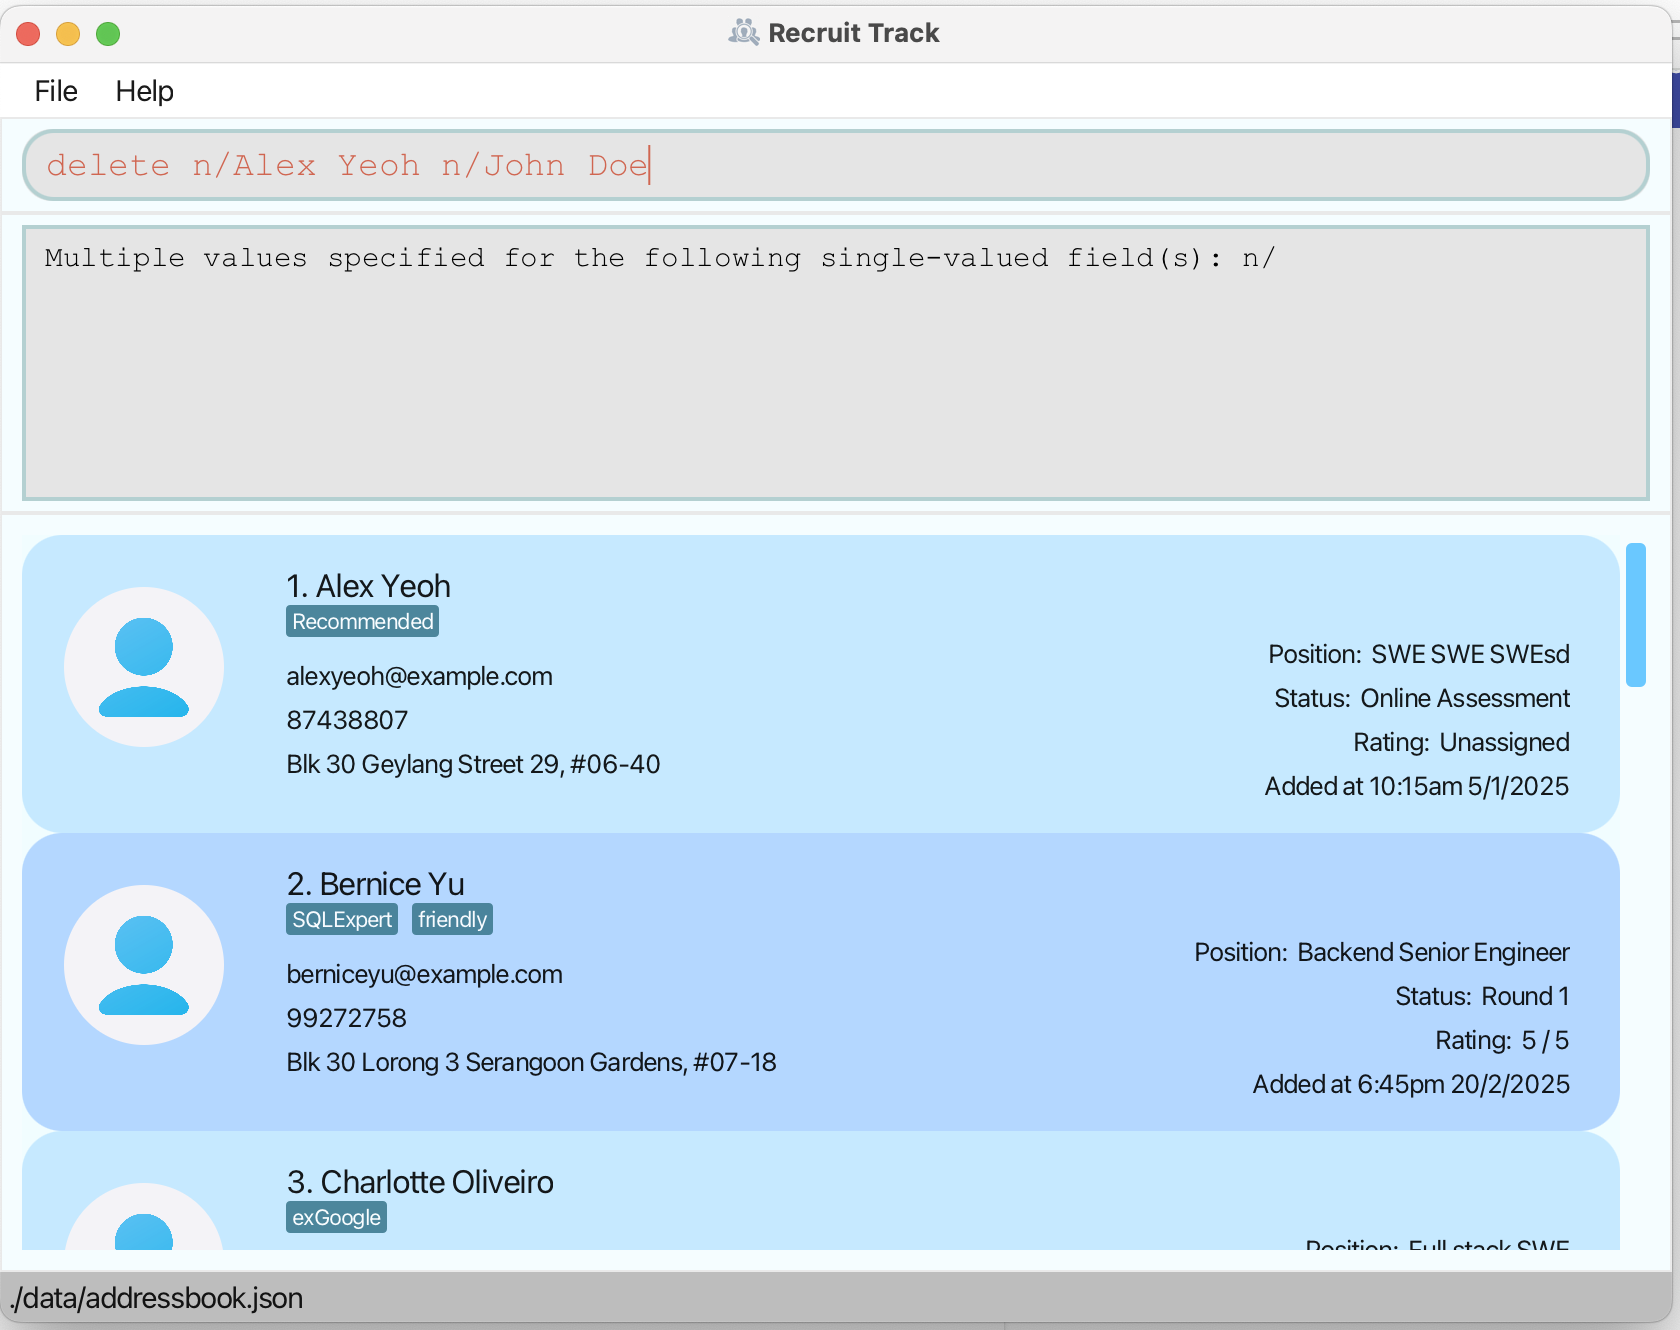 Recruit Track
File Help
delete n/Alex Yeoh n/John Doe
Multiple values specified for the following single-valued field(s): n/
1. Alex Yeoh
Recommended
alexyeoh@example.com
87438807
Blk 30 Geylang Street 29, #06-40
Position: SWE SWE SWEsd
Status: Online Assessment
Rating: Unassigned
Added at 10:15am 5/1/2025
2. Bernice Yu
SQLExpert friendly
berniceyu@example.com
99272758
Blk 30 Lorong 3 Serangoon Gardens, #07-18
Position: Backend Senior Engineer
Status: Round 1
Rating: 5 / 5
Added at 6:45pm 20/2/2025
3. Charlotte Oliveiro
exGoogle
Position: Full stack SWE
./data/addressbook.json